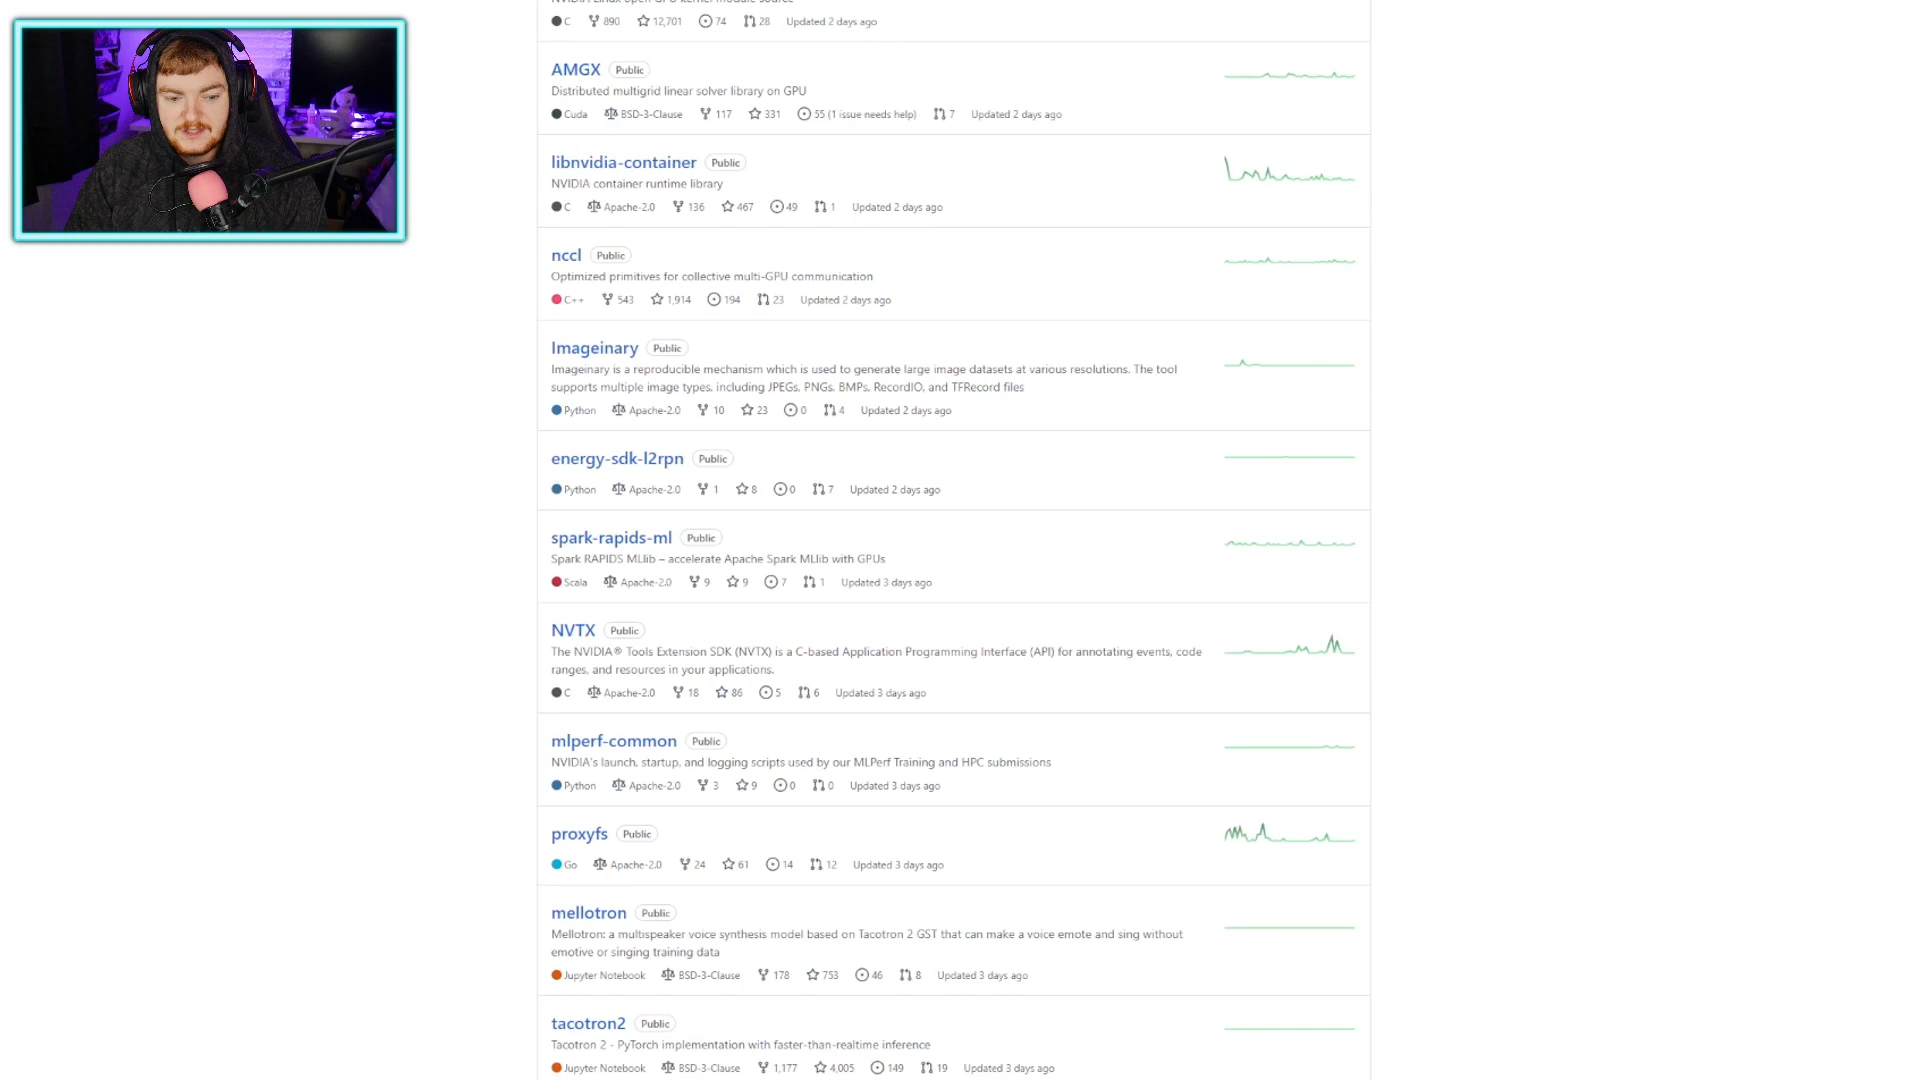 C 890 12,701 74 28 Updated 2 days ago
AMGX Public
Distributed multigrid linear solver library on GPU
Cuda BSD-3-Clause 117 331 55 (1 issue needs help) 7 Updated 2 days ago
libnvidia-container Public
NVIDIA container runtime library
C Apache-2.0 136 467 49 1 Updated 2 days ago
nccl Public
Optimized primitives for collective multi-GPU communication
C++ 543 1,914 194 23 Updated 2 days ago
Imageinary Public
Imageinary is a reproducible mechanism which is used to generate large image datasets at various resolutions. The tool
supports multiple image types, including JPEGs, PNGs, BMPs, RecordIO, and TFRecord files
Python Apache-2.0 10 23 0 4 Updated 2 days ago
energy-sdk-l2rpn Public
Python Apache-2.0 1 8 0 7 Updated 2 days ago
spark-rapids-ml Public
Spark RAPIDS MLlib – accelerate Apache Spark MLlib with GPUs
Scala Apache-2.0 9 9 7 1 Updated 3 days ago
NVTX Public
The NVIDIA® Tools Extension SDK (NVTX) is a C-based Application Programming Interface (API) for annotating events, code
ranges, and resources in your applications.
C Apache-2.0 18 86 5 6 Updated 3 days ago
mlperf-common Public
NVIDIA's launch, startup, and logging scripts used by our MLPerf Training and HPC submissions
Python Apache-2.0 3 9 0 0 Updated 3 days ago
proxyfs Public
Go Apache-2.0 24 61 14 12 Updated 3 days ago
mellotron Public
Mellotron: a multispeaker voice synthesis model based on Tacotron 2 GST that can make a voice emote and sing without
emotive or singing training data
Jupyter Notebook BSD-3-Clause 178 753 46 8 Updated 3 days ago
tacotron2 Public
Tacotron 2 - PyTorch implementation with faster-than-realtime inference
Jupyter Notebook BSD-3-Clause 1,177 4,005 149 19 Updated 3 days ago